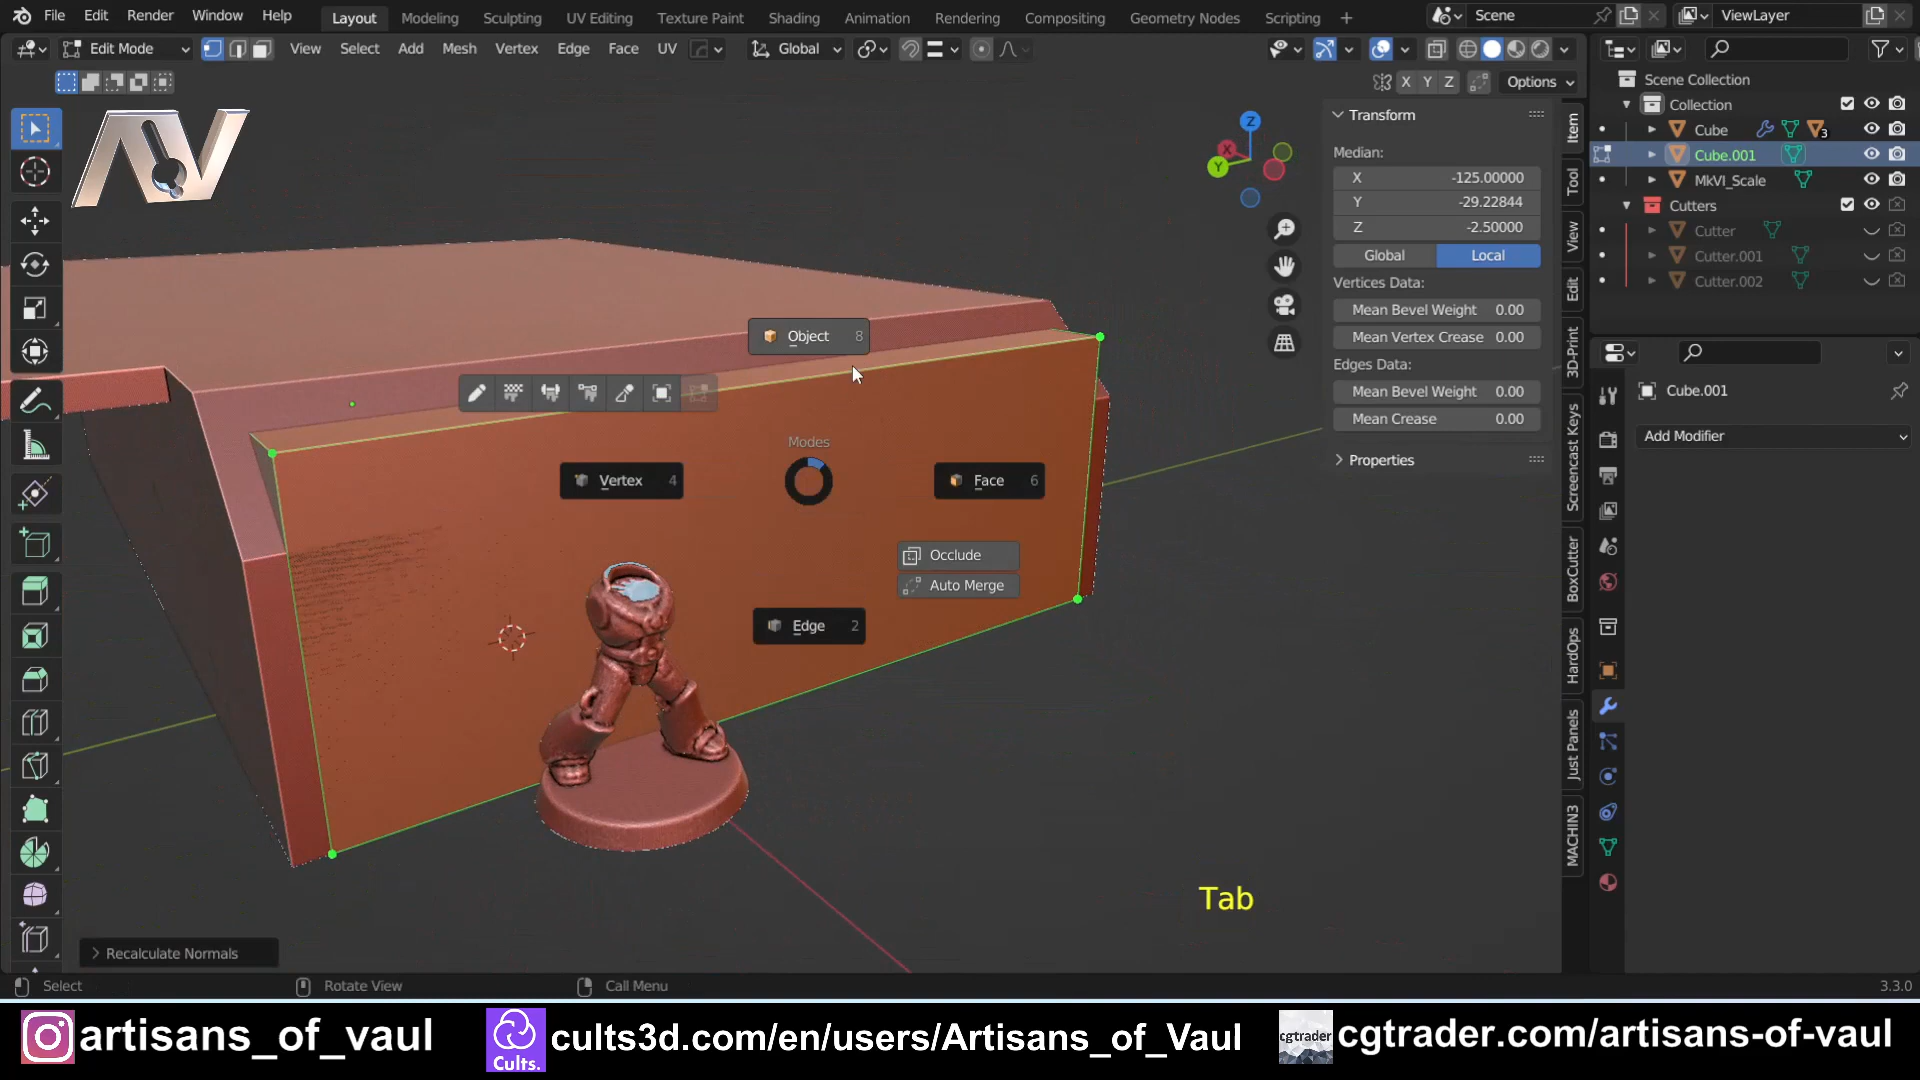 File Edit Render Window Help Layout Modeling Sculpting UV Editing Texture Paint Shading Animation Rendering Compositing Geometry Nodes Scripting + Scene ViewLayer
Edit Mode View Select Add Mesh Vertex Edge Face UV Global
X Y Z Options
Scene Collection
Collection
Cube 3
Cube.001
MkVI_Scale
Cutters
Cutter
Cutter.001
Cutter.002
AV
Z
X
Y
Transform
Median:
X -125.00000
Y -29.22844
Z -2.50000
Global Local
Vertices Data:
Mean Bevel Weight 0.00
Mean Vertex Crease 0.00
Edges Data:
Mean Bevel Weight 0.00
Mean Crease 0.00
Properties
Item
Tool
View
Edit
3D-Print
Screencast Keys
BoxCutter
HardOps
Just Panels
MACHIN3
Cube.001
Add Modifier
Object 8
Modes
Vertex 4
Face 6
Occlude
Auto Merge
Edge 2
Tab
Recalculate Normals
Select Rotate View Call Menu 3.3.0
artisans_of_vaul Cults. cults3d.com/en/users/Artisans_of_Vaul cgtrader cgtrader.com/artisans-of-vaul